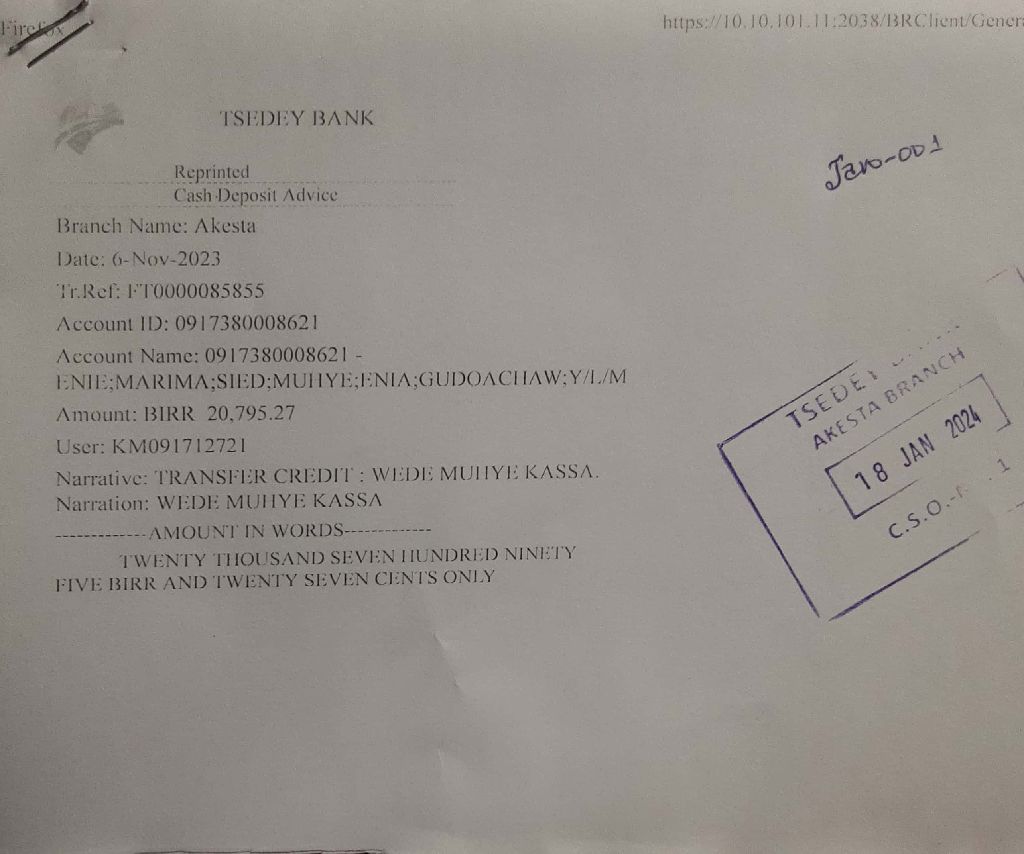 Firefox
https://10.10.101.11:2038/BRClient/Genera
TSEDEY BANK
Jano-001
Reprinted
Cash Deposit Advice
Branch Name: Akesta
Date: 6-Nov-2023
Tr.Ref: FT0000085855
Account ID: 0917380008621
Account Name: 0917380008621 -
ENIE;MARIMA;SIED;MUHYE;ENIA;GUDOACHAW;Y/L/M
Amount: BIRR 20,795.27
User: KM091712721
Narrative: TRANSFER CREDIT : WEDE MUHYE KASSA.
Narration: WEDE MUHYE KASSA
-------------AMOUNT IN WORDS-------------
TWENTY THOUSAND SEVEN HUNDRED NINETY
FIVE BIRR AND TWENTY SEVEN CENTS ONLY
TSEDEY
AKESTA BRANCH
18 JAN 2024
C.S.O.- 1